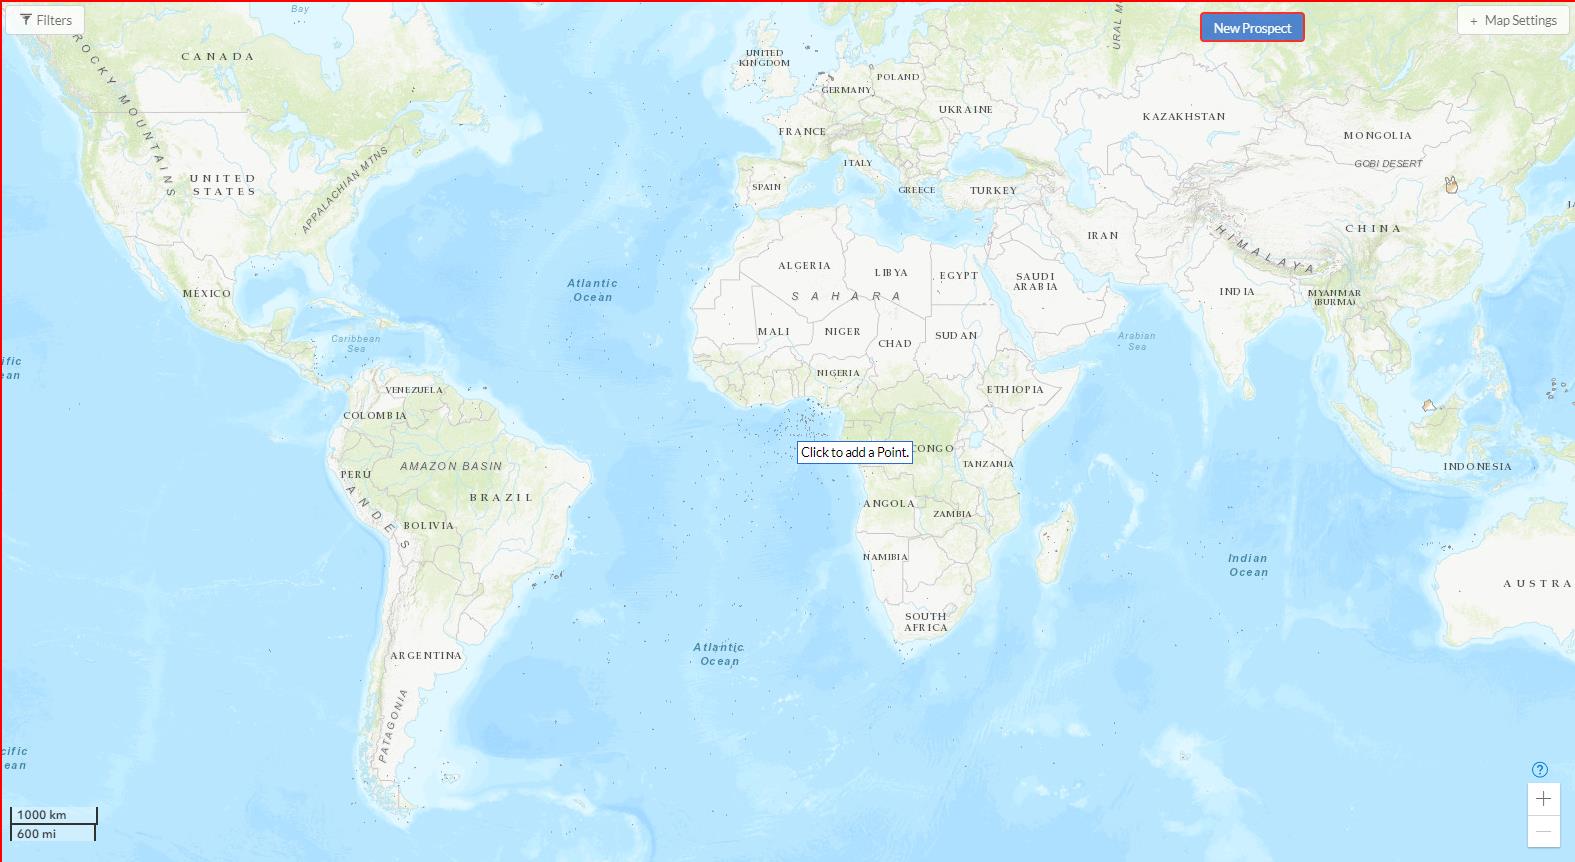 Filters
New Prospect
+ Map Settings
Bay
URAL M
ROCKY MOUNTAINS
CANADA
UNITED
KINGDOM
POLAND
GERMANY
UKRAINE
KAZAKHSTAN
MONGOLIA
FRANCE
GOBI DESERT
ITALY
UNITED
STATES
APPALACHIAN MTNS
SPAIN
GREECE
TURKEY
JA
CHINA
IRAN
HIMALAYA
ALGERIA
LIBYA
EGYPT
SAUDI
ARABIA
Atlantic
Ocean
MÉXICO
SAHARA
INDIA
MYANMAR
(BURMA)
MALI
NIGER
CHAD
SUDAN
Caribbean
Sea
Arabian
Sea
ific
ean
NIGERIA
VENEZUELA
ETHIOPIA
COLOMBIA
Click to add a Point.
ONGO
AMAZON BASIN
PERÚ
TANZANIA
INDONESIA
BRAZIL
ANDES
ANGOLA
ZAMBIA
BOLIVIA
NAMIBIA
Indian
Ocean
AUSTRA
SOUTH
AFRICA
Atlantic
Ocean
ARGENTINA
PATAGONIA
cific
ean
?
+
1000 km
600 mi